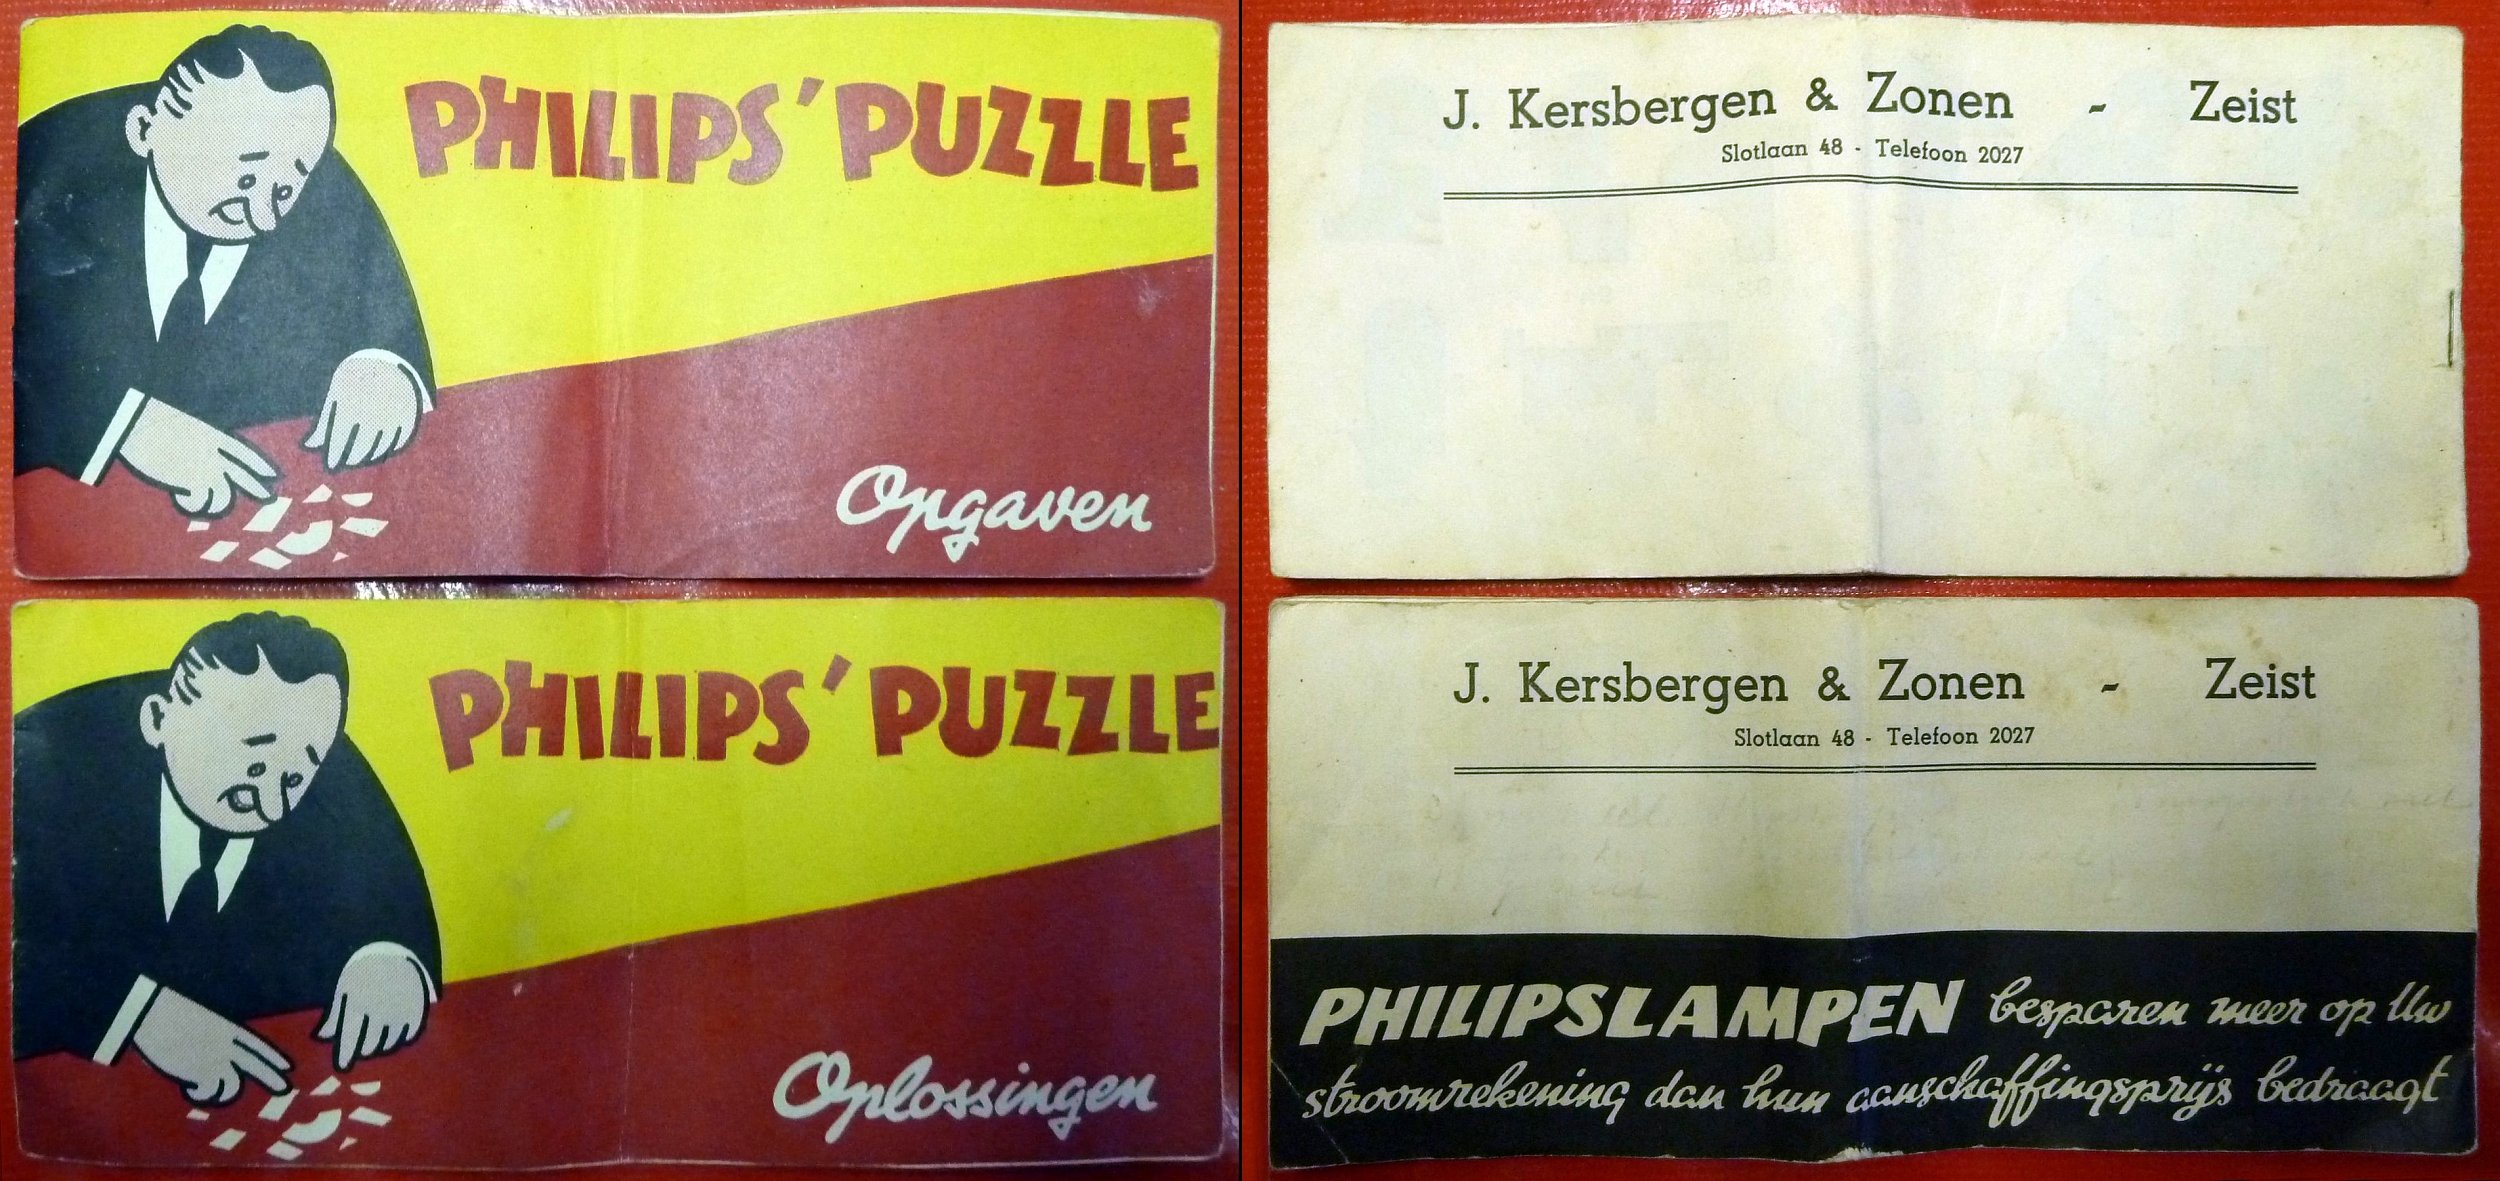 PHILIPS' PUZZLE
Opgaven
J. Kersbergen & Zonen - Zeist
Slotlaan 48 - Telefoon 2027
PHILIPS' PUZZLE
Oplossingen
J. Kersbergen & Zonen - Zeist
Slotlaan 48 - Telefoon 2027
PHILIPSLAMPEN besparen meer op Uw
stroomrekening dan hun aanschaffingsprijs bedraagt